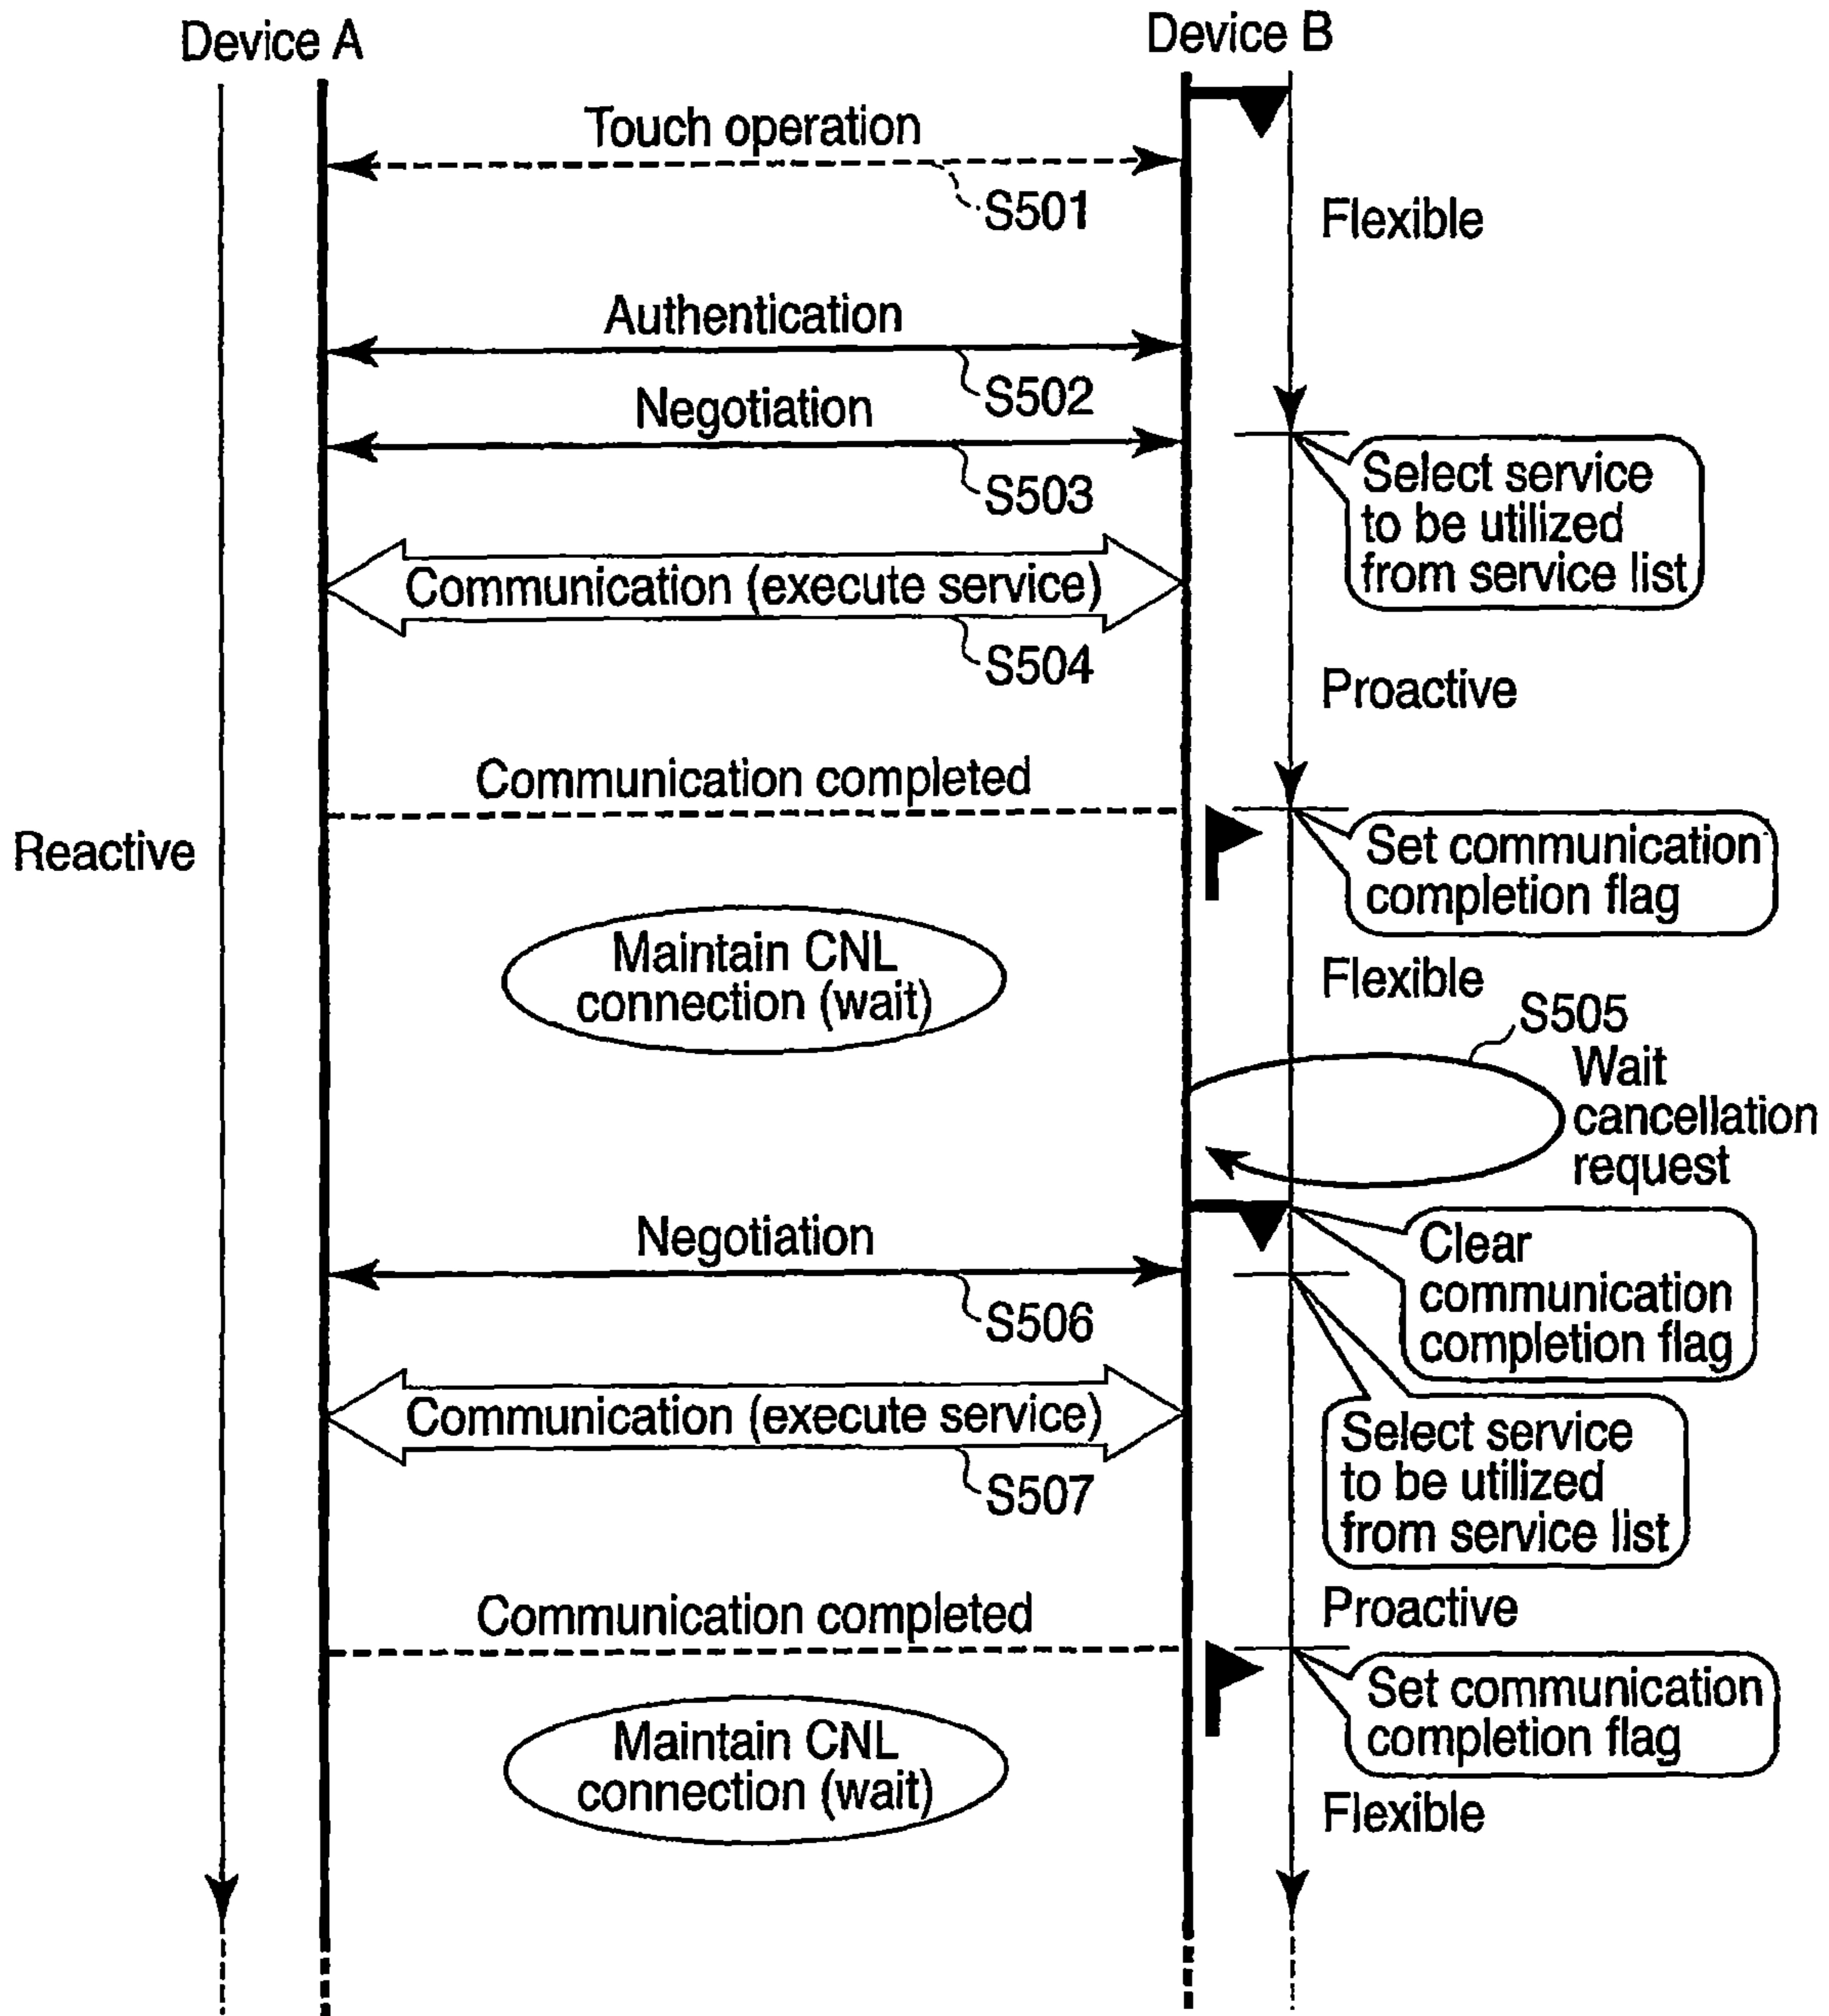 Device A
Device B
Touch operation
S501
Flexible
Authentication
S502
Negotiation
S503
Select service
to be utilized
from service list
Communication (execute service)
S504
Proactive
Communication completed
Reactive
Set communication
completion flag
Maintain CNL
connection (wait)
Flexible
S505
Wait
cancellation
request
Negotiation
S506
Clear
communication
completion flag
Communication (execute service)
S507
Select service
to be utilized
from service list
Proactive
Communication completed
Set communication
completion flag
Maintain CNL
connection (wait)
Flexible